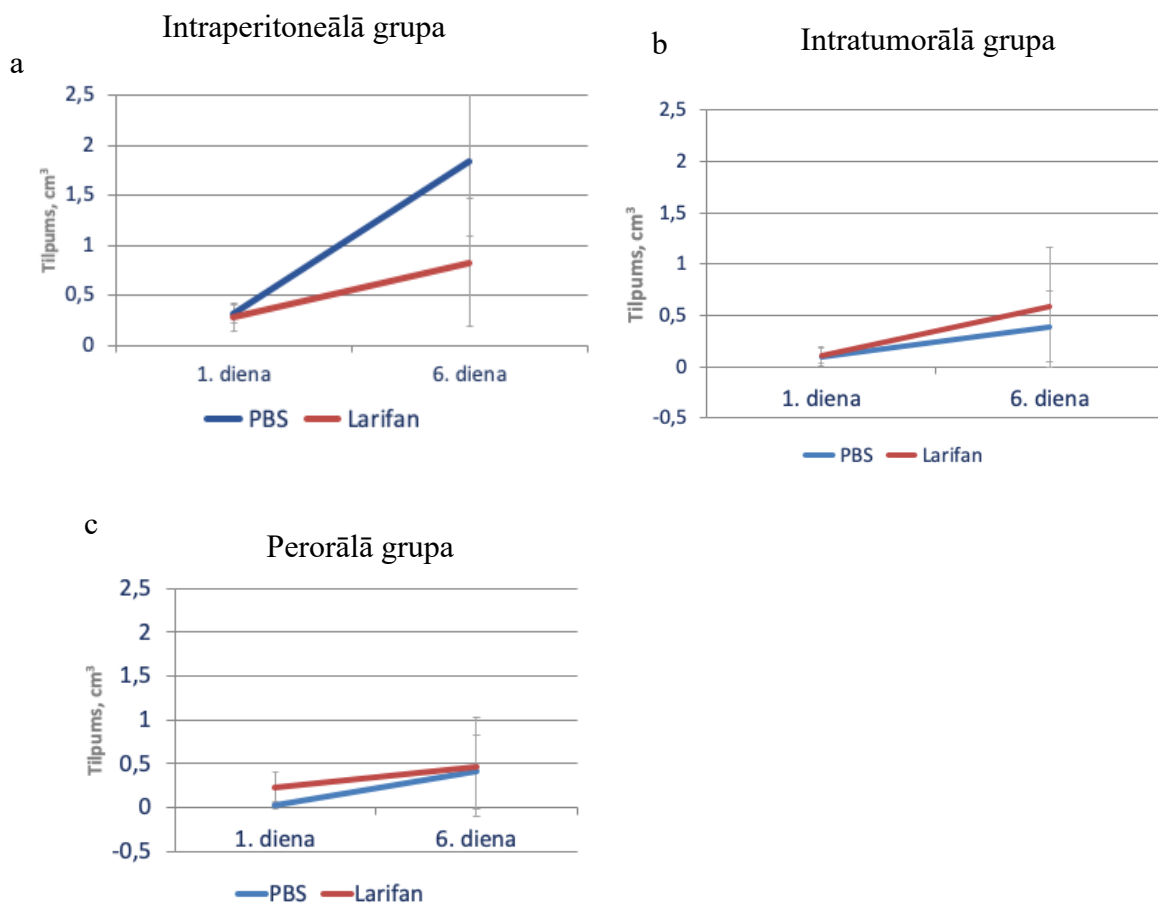 Intraperitoneālā grupa
a
2,5
2
1,5
1
0,5
0
Tilpums, cm³
1. diena
6. diena
PBS
Larifan
Intratumorālā grupa
b
2,5
2
1,5
1
0,5
0
-0,5
Tilpums, cm³
1. diena
6. diena
PBS
Larifan
c
Perorālā grupa
2,5
2
1,5
1
0,5
0
-0,5
Tilpums, cm³
1. diena
6. diena
PBS
Larifan